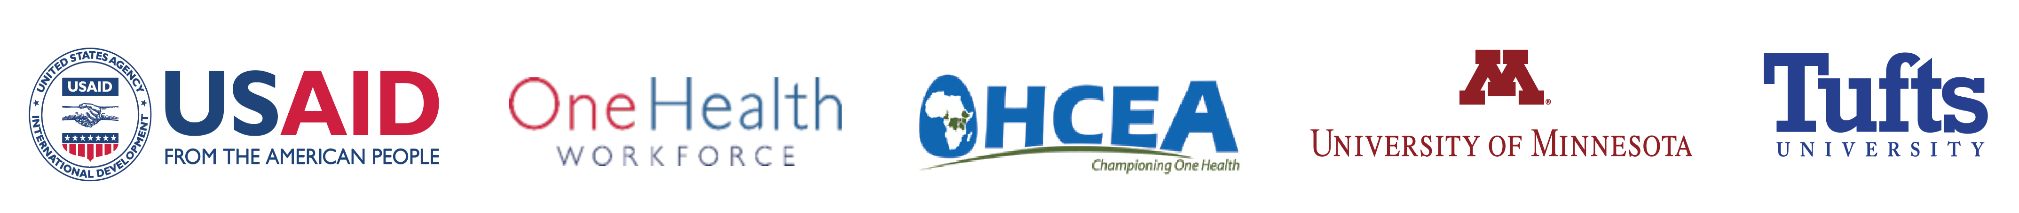 UNITED STATES AGENCY
INTERNATIONAL DEVELOPMENT
USAID
USAID
FROM THE AMERICAN PEOPLE
OneHealth
WORKFORCE
OHCEA
Championing One Health
M
UNIVERSITY OF MINNESOTA
Tufts
UNIVERSITY